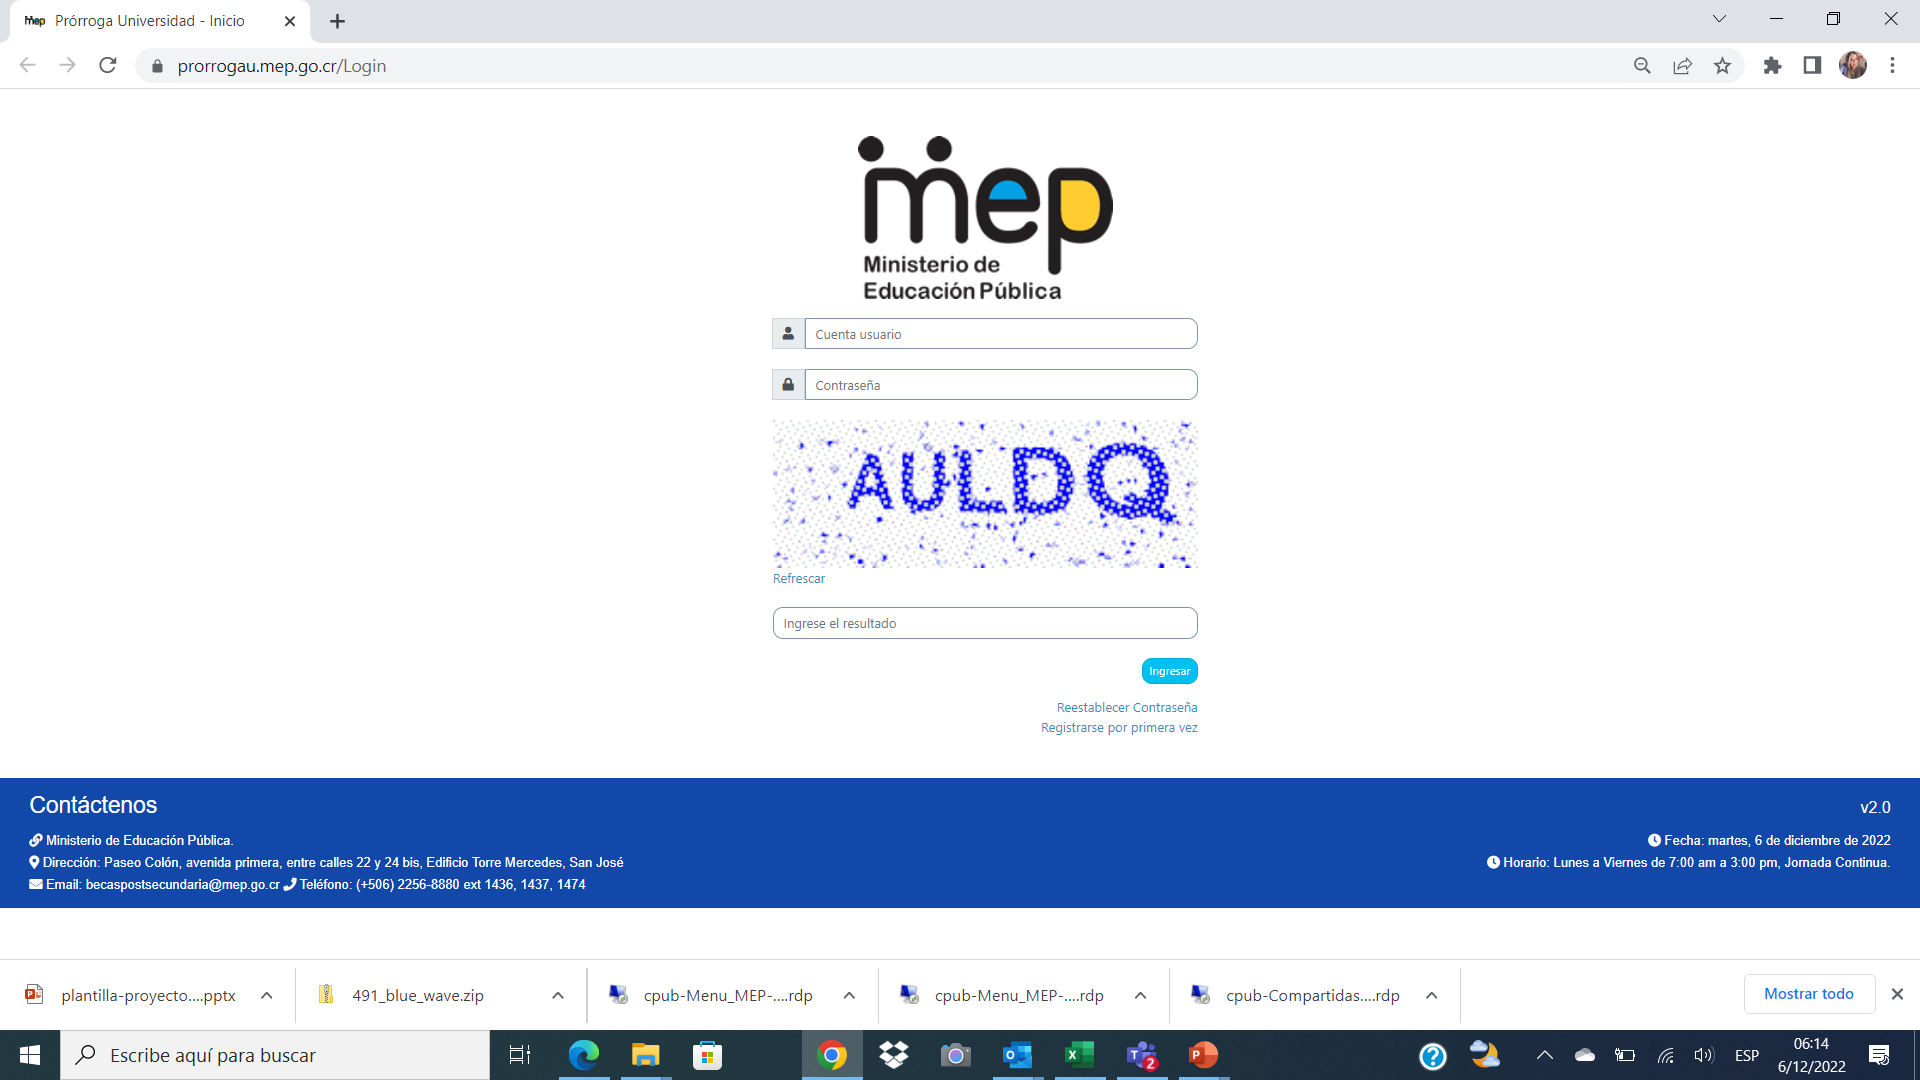 mep Prórroga Universidad - Inicio
prorrogau.mep.go.cr/Login
mep
Ministerio de
Educación Pública
Cuenta usuario
Contraseña
AULDQ
Refrescar
Ingrese el resultado
Ingresar
Reestablecer Contraseña
Registrarse por primera vez
Contáctenos
Ministerio de Educación Pública.
Dirección: Paseo Colón, avenida primera, entre calles 22 y 24 bis, Edificio Torre Mercedes, San José
Email: becaspostsecundaria@mep.go.cr Teléfono: (+506) 2256-8880 ext 1436, 1437, 1474
v2.0
Fecha: martes, 6 de diciembre de 2022
Horario: Lunes a Viernes de 7:00 am a 3:00 pm, Jornada Continua.
plantilla-proyecto....pptx
491_blue_wave.zip
cpub-Menu_MEP-....rdp
cpub-Menu_MEP-....rdp
cpub-Compartidas....rdp
Mostrar todo
Escribe aquí para buscar
2
ESP
06:14
6/12/2022